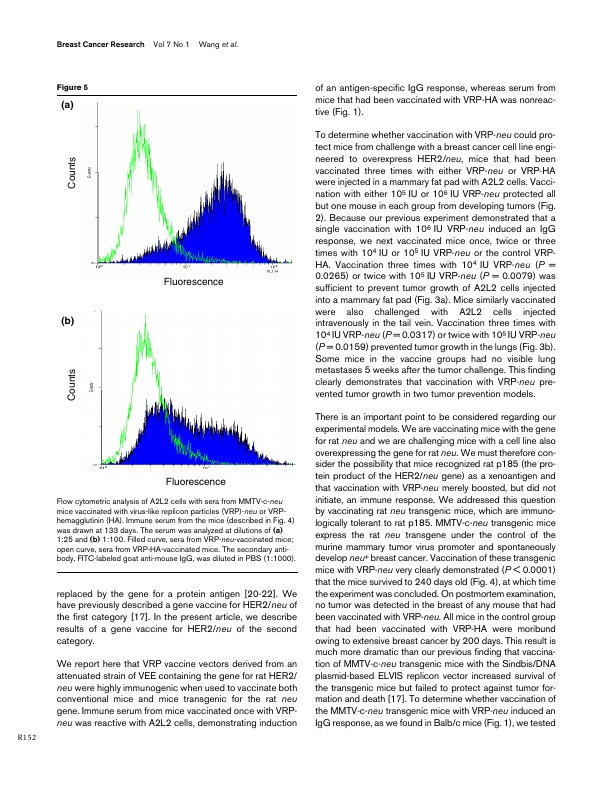 Breast Cancer Research Vol 7 No 1 Wang et al.
Figure 5
(a)
Counts
Events
Fluorescence
(b)
Counts
Events
Fluorescence
Flow cytometric analysis of A2L2 cells with sera from MMTV-c-neu
mice vaccinated with virus-like replicon particles (VRP)-neu or VRP-
hemagglutinin (HA). Immune serum from the mice (described in Fig. 4)
was drawn at 133 days. The serum was analyzed at dilutions of (a)
1:25 and (b) 1:100. Filled curve, sera from VRP-neu-vaccinated mice;
open curve, sera from VRP-HA-vaccinated mice. The secondary anti-
body, FITC-labeled goat anti-mouse IgG, was diluted in PBS (1:1000).
replaced by the gene for a protein antigen [20-22]. We
have previously described a gene vaccine for HER2/neu of
the first category [17]. In the present article, we describe
results of a gene vaccine for HER2/neu of the second
category.
We report here that VRP vaccine vectors derived from an
attenuated strain of VEE containing the gene for rat HER2/
neu were highly immunogenic when used to vaccinate both
conventional mice and mice transgenic for the rat neu
gene. Immune serum from mice vaccinated once with VRP-
neu was reactive with A2L2 cells, demonstrating induction
of an antigen-specific IgG response, whereas serum from
mice that had been vaccinated with VRP-HA was nonreac-
tive (Fig. 1).
To determine whether vaccination with VRP-neu could pro-
tect mice from challenge with a breast cancer cell line engi-
neered to overexpress HER2/neu, mice that had been
vaccinated three times with either VRP-neu or VRP-HA
were injected in a mammary fat pad with A2L2 cells. Vacci-
nation with either 10⁵ IU or 10⁶ IU VRP-neu protected all
but one mouse in each group from developing tumors (Fig.
2). Because our previous experiment demonstrated that a
single vaccination with 10⁶ IU VRP-neu induced an IgG
response, we next vaccinated mice once, twice or three
times with 10⁴ IU or 10⁵ IU VRP-neu or the control VRP-
HA. Vaccination three times with 10⁴ IU VRP-neu (P =
0.0265) or twice with 10⁵ IU VRP-neu (P = 0.0079) was
sufficient to prevent tumor growth of A2L2 cells injected
into a mammary fat pad (Fig. 3a). Mice similarly vaccinated
were also challenged with A2L2 cells injected
intravenously in the tail vein. Vaccination three times with
10⁴ IU VRP-neu (P = 0.0317) or twice with 10⁵ IU VRP-neu
(P = 0.0159) prevented tumor growth in the lungs (Fig. 3b).
Some mice in the vaccine groups had no visible lung
metastases 5 weeks after the tumor challenge. This finding
clearly demonstrates that vaccination with VRP-neu pre-
vented tumor growth in two tumor prevention models.
There is an important point to be considered regarding our
experimental models. We are vaccinating mice with the gene
for rat neu and we are challenging mice with a cell line also
overexpressing the gene for rat neu. We must therefore con-
sider the possibility that mice recognized rat p185 (the pro-
tein product of the HER2/neu gene) as a xenoantigen and
that vaccination with VRP-neu merely boosted, but did not
initiate, an immune response. We addressed this question
by vaccinating rat neu transgenic mice, which are immuno-
logically tolerant to rat p185. MMTV-c-neu transgenic mice
express the rat neu transgene under the control of the
murine mammary tumor virus promoter and spontaneously
develop neu⁺ breast cancer. Vaccination of these transgenic
mice with VRP-neu very clearly demonstrated (P < 0.0001)
that the mice survived to 240 days old (Fig. 4), at which time
the experiment was concluded. On postmortem examination,
no tumor was detected in the breast of any mouse that had
been vaccinated with VRP-neu. All mice in the control group
that had been vaccinated with VRP-HA were moribund
owing to extensive breast cancer by 200 days. This result is
much more dramatic than our previous finding that vaccina-
tion of MMTV-c-neu transgenic mice with the Sindbis/DNA
plasmid-based ELVIS replicon vector increased survival of
the transgenic mice but failed to protect against tumor for-
mation and death [17]. To determine whether vaccination of
the MMTV-c-neu transgenic mice with VRP-neu induced an
IgG response, as we found in Balb/c mice (Fig. 1), we tested
R152